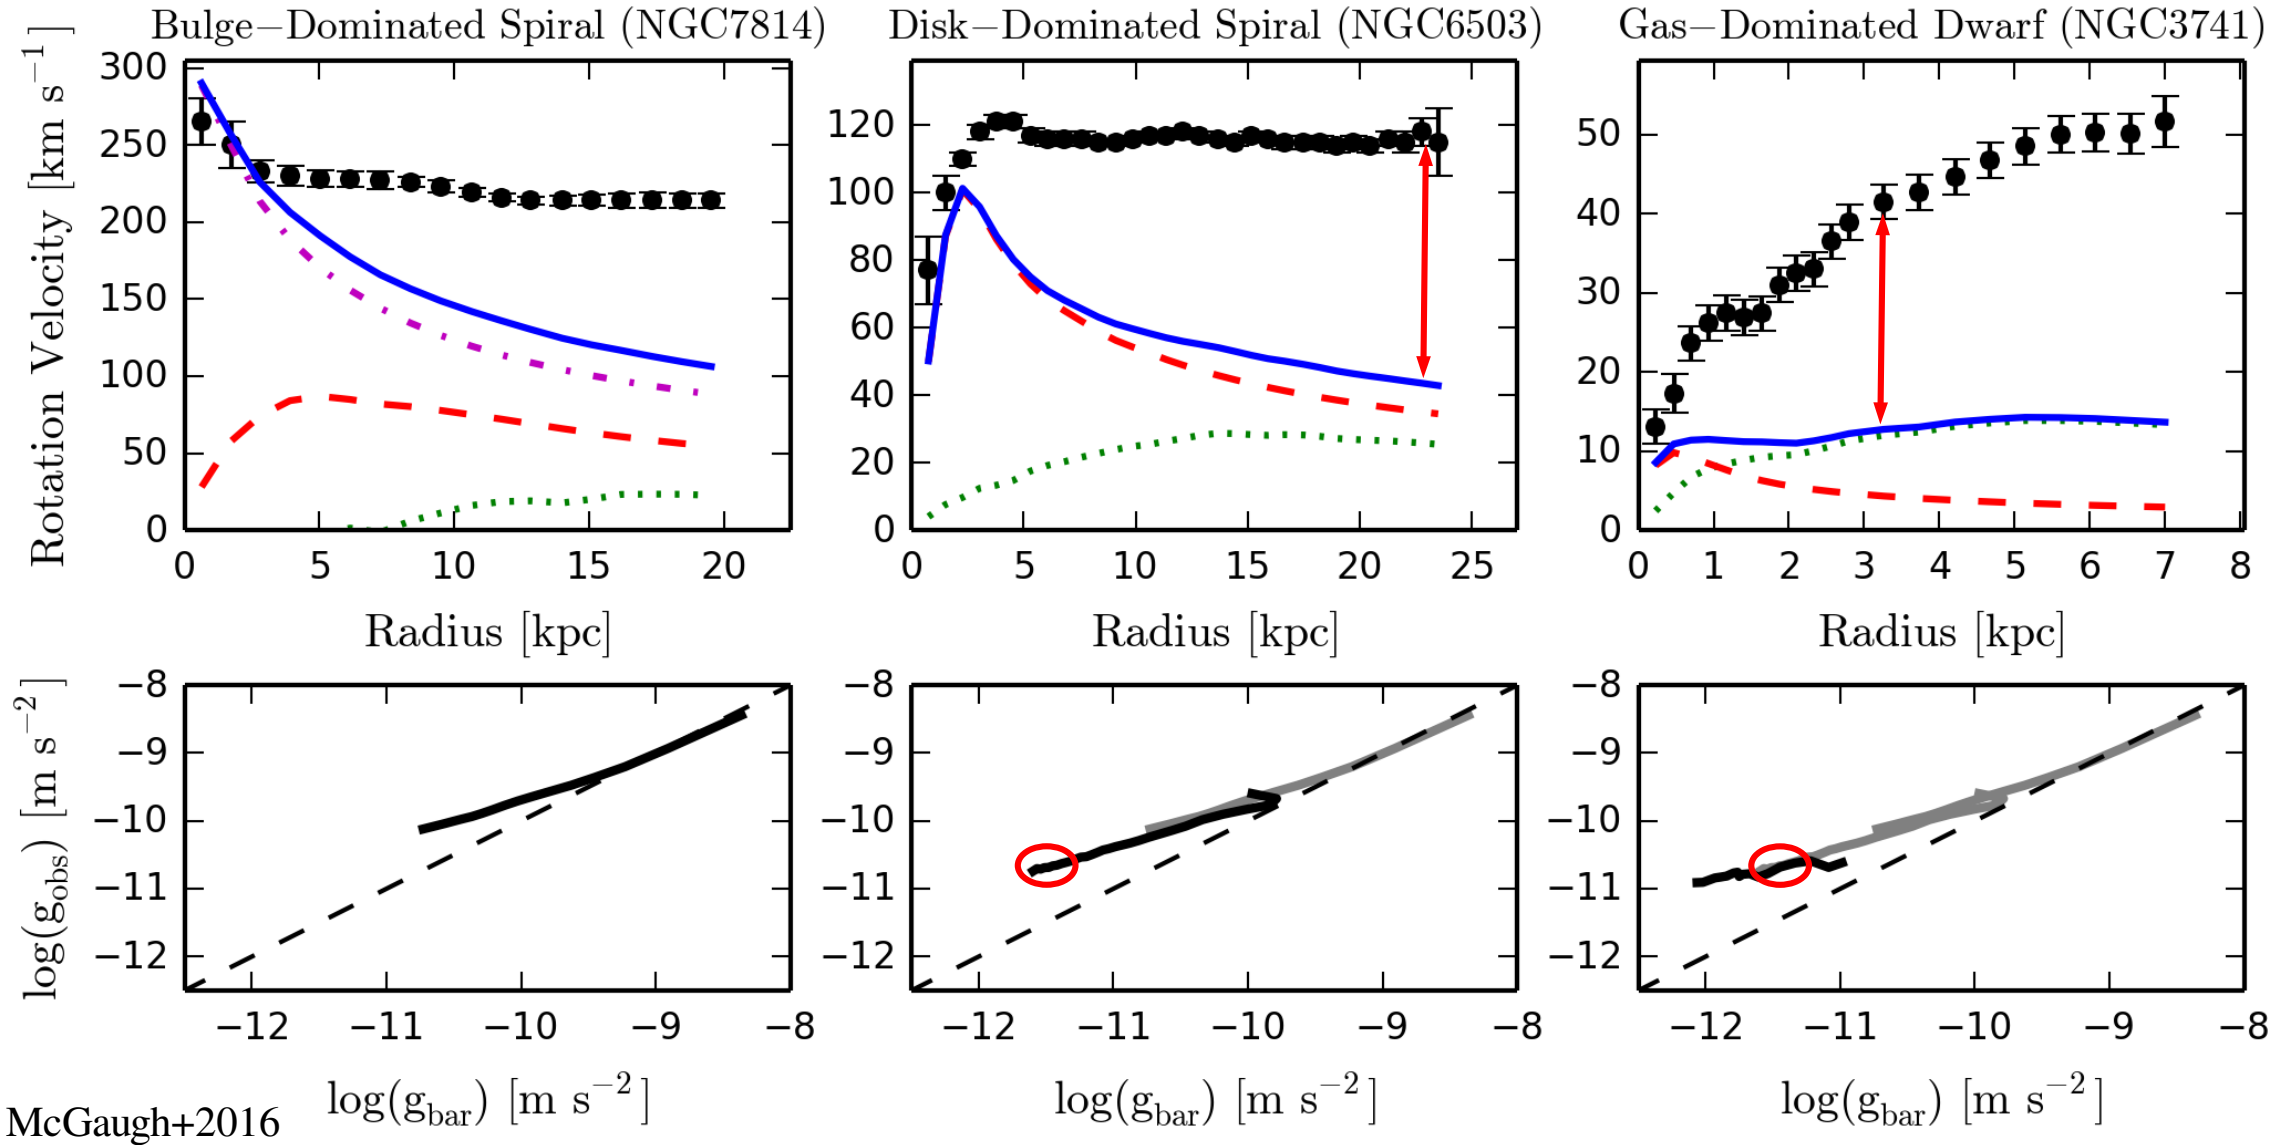 Bulge−Dominated Spiral (NGC7814)
Disk−Dominated Spiral (NGC6503)
Gas−Dominated Dwarf (NGC3741)
Rotation Velocity [km s⁻¹]
300
250
200
150
100
50
0
0 5 10 15 20
Radius [kpc]
120
100
80
60
40
20
0
0 5 10 15 20 25
Radius [kpc]
50
40
30
20
10
0
0 1 2 3 4 5 6 7 8
Radius [kpc]
log(g_obs) [m s⁻²]
−8
−9
−10
−11
−12
−12 −11 −10 −9 −8
log(g_bar) [m s⁻²]
−8
−9
−10
−11
−12
−12 −11 −10 −9 −8
log(g_bar) [m s⁻²]
−8
−9
−10
−11
−12
−12 −11 −10 −9 −8
log(g_bar) [m s⁻²]
McGaugh+2016